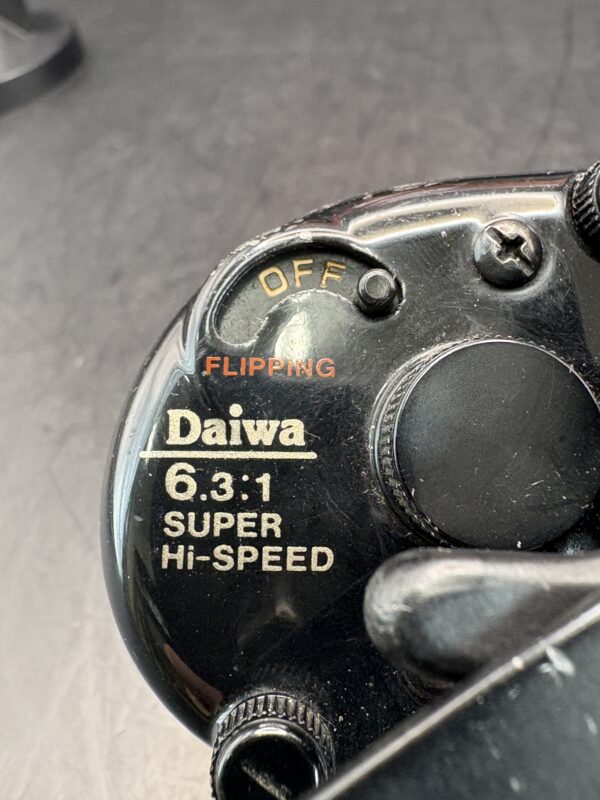 OFF
FLIPPING
Daiwa
6.3:1
SUPER
Hi-SPEED